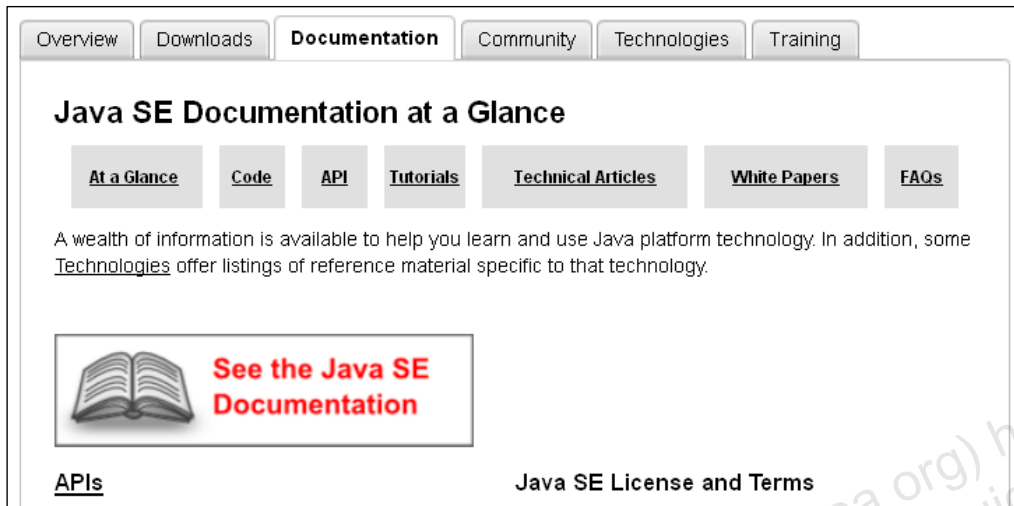 Overview Downloads Documentation Community Technologies Training
Java SE Documentation at a Glance
At a Glance Code API Tutorials Technical Articles White Papers FAQs
A wealth of information is available to help you learn and use Java platform technology. In addition, some
Technologies offer listings of reference material specific to that technology.
See the Java SE
Documentation
APIs Java SE License and Terms